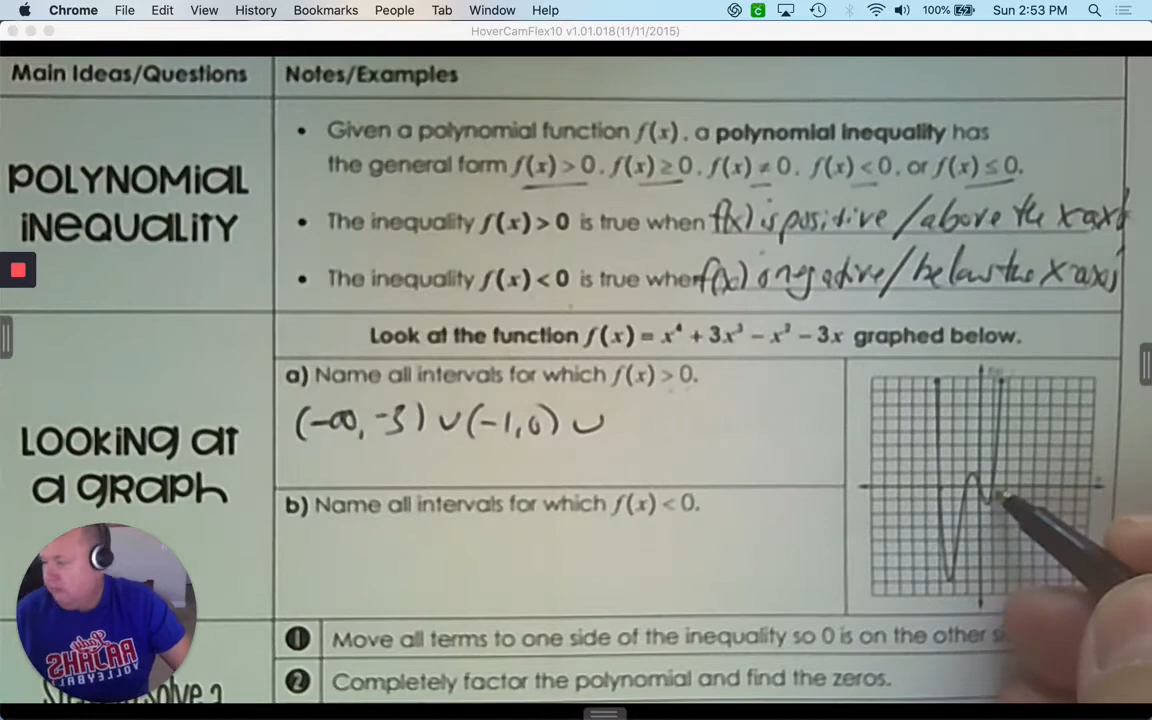 Chrome File Edit View History Bookmarks People Tab Window Help 100% Sun 2:53 PM
HoverCamFlex10 v1.01.018(11/11/2015)
Main Ideas/Questions Notes/Examples
POLYNOMIAL INEQUALITY
• Given a polynomial function f(x), a polynomial inequality has
the general form f(x) > 0, f(x) ≥ 0, f(x) ≠ 0, f(x) < 0, or f(x) ≤ 0.
• The inequality f(x) > 0 is true when f(x) is positive / above the x axis
• The inequality f(x) < 0 is true when f(x) is negative / below the x axis
LOOKING at a GRAPH
Look at the function f(x) = x⁴ + 3x³ − x² − 3x graphed below.
a) Name all intervals for which f(x) > 0.
(-∞, -3) ∪ (-1, 0) ∪
b) Name all intervals for which f(x) < 0.
1 Move all terms to one side of the inequality so 0 is on the other
2 Completely factor the polynomial and find the zeros.
PALAHS
VOLLEYBALL